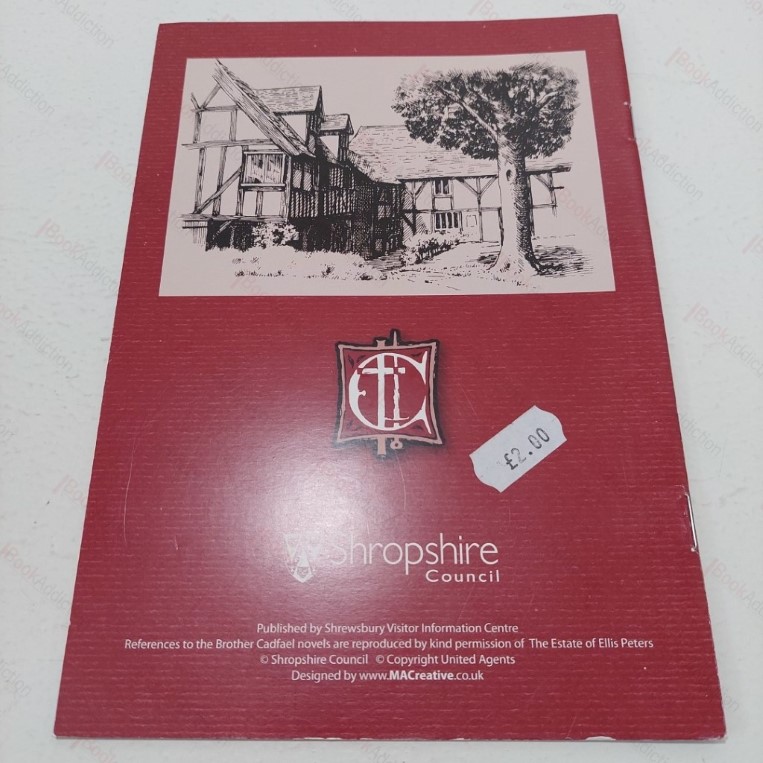 £2.00
Shropshire
Council
Published by Shrewsbury Visitor Information Centre
References to the Brother Cadfael novels are reproduced by kind permission of The Estate of Ellis Peters
© Shropshire Council © Copyright United Agents
Designed by www.MACreative.co.uk
BookAddiction